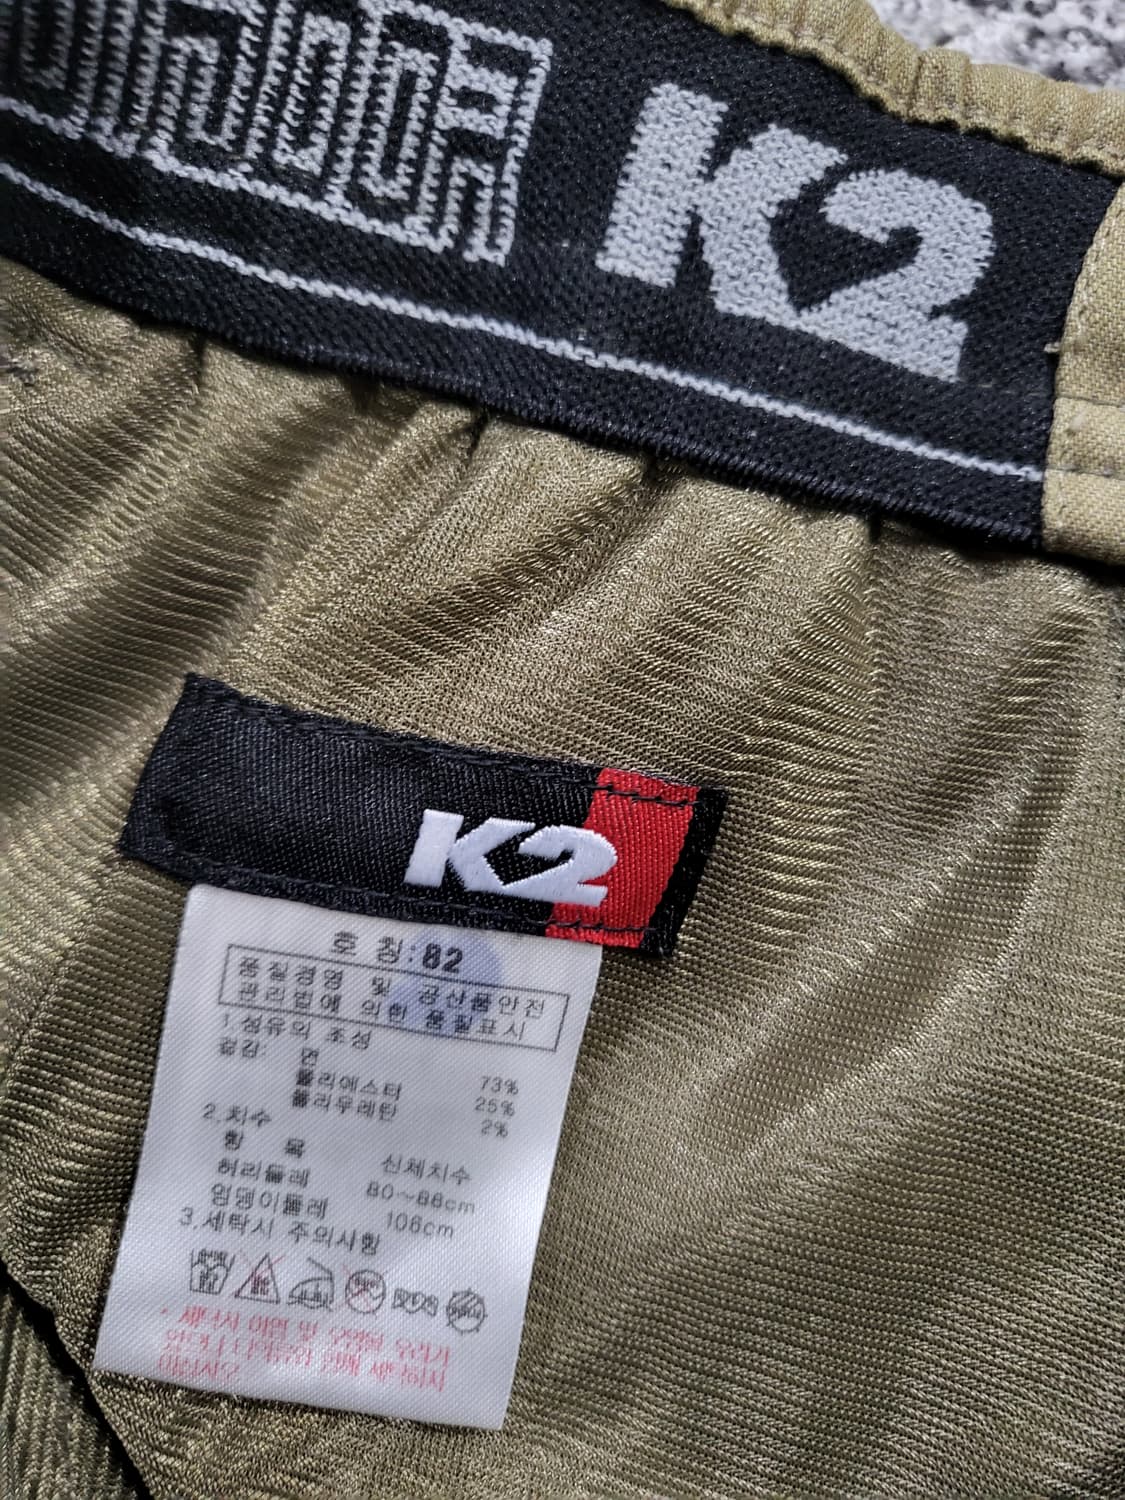 K2
K2
호 칭:82
품질경영 및 공산품안전
관리법에 의한 품질표시
1.섬유의 조성
겉감: 면 73%
폴리에스터 25%
폴리우레탄 2%
2.치수
항 목 신체치수
허리둘레 80~86cm
엉덩이둘레 106cm
3.세탁시 주의사항